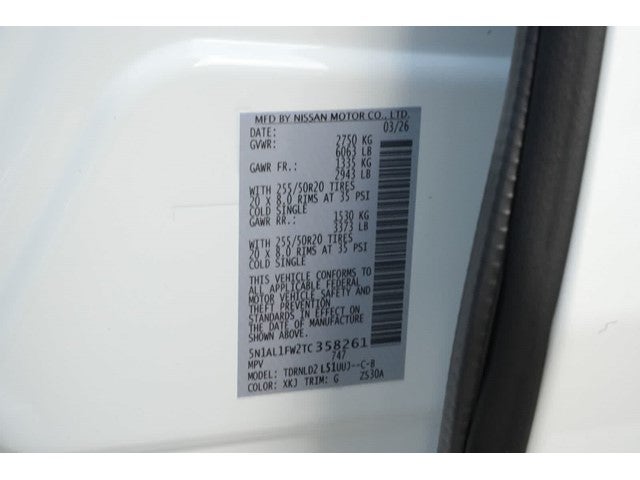 MFD BY NISSAN MOTOR CO., LTD.
DATE: 03/26
GVWR: 2750 KG
6063 LB
GAWR FR.: 1335 KG
2943 LB
WITH 255/50R20 TIRES
20 x 8.0 RIMS AT 35 PSI
COLD SINGLE
GAWR RR.: 1530 KG
3373 LB
WITH 255/50R20 TIRES
20 x 8.0 RIMS AT 35 PSI
COLD SINGLE
THIS VEHICLE CONFORMS TO
ALL APPLICABLE FEDERAL
MOTOR VEHICLE SAFETY AND
THEFT PREVENTION
STANDARDS IN EFFECT
ON THE DATE OF MANUFACTURE
SHOWN ABOVE.
5N1AL1FW2TC358261
MPV /47
MODEL: TDRNLD2 L51UUJ--C-8
COLOR: XKJ TRIM: G Z530A